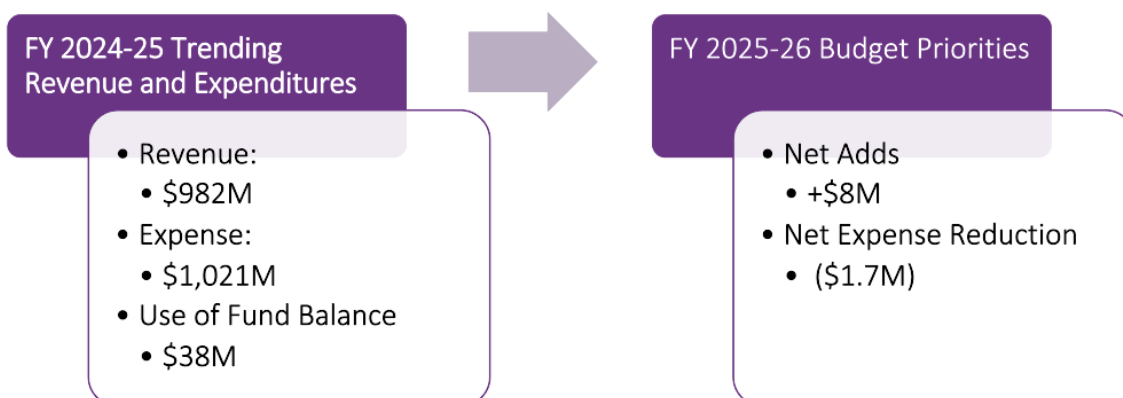 FY 2024-25 Trending
Revenue and Expenditures
• Revenue:
• $982M
• Expense:
• $1,021M
• Use of Fund Balance
• $38M
FY 2025-26 Budget Priorities
• Net Adds
• +$8M
• Net Expense Reduction
• ($1.7M)